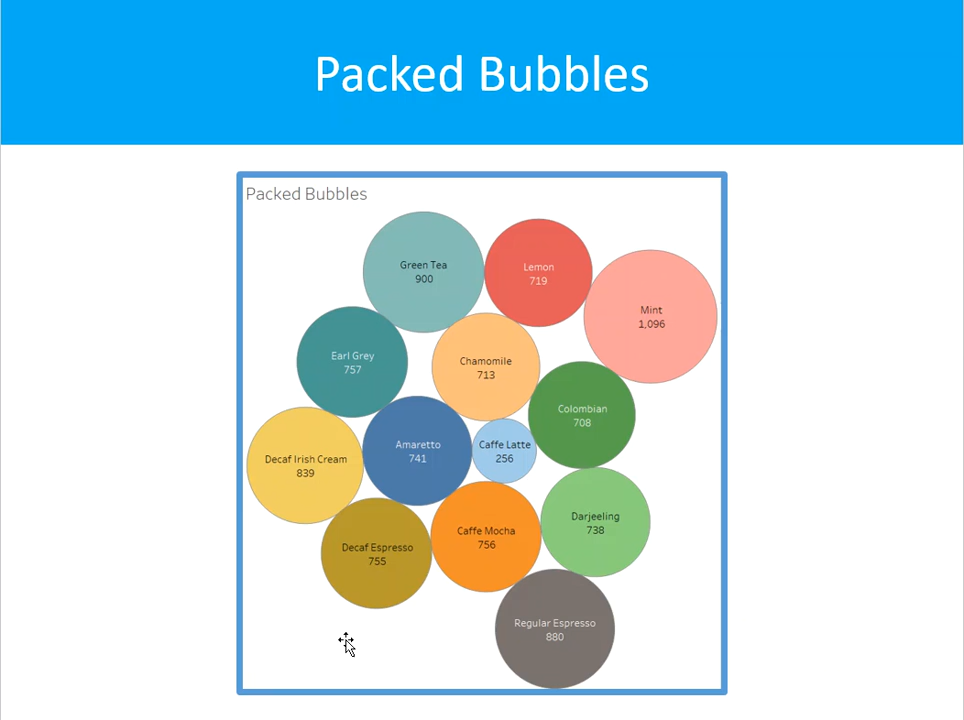 Packed Bubbles
Packed Bubbles
Green Tea
900
Lemon
719
Mint
1,096
Earl Grey
757
Chamomile
713
Colombian
708
Decaf Irish Cream
839
Amaretto
741
Caffe Latte
256
Decaf Espresso
755
Caffe Mocha
756
Darjeeling
738
Regular Espresso
880